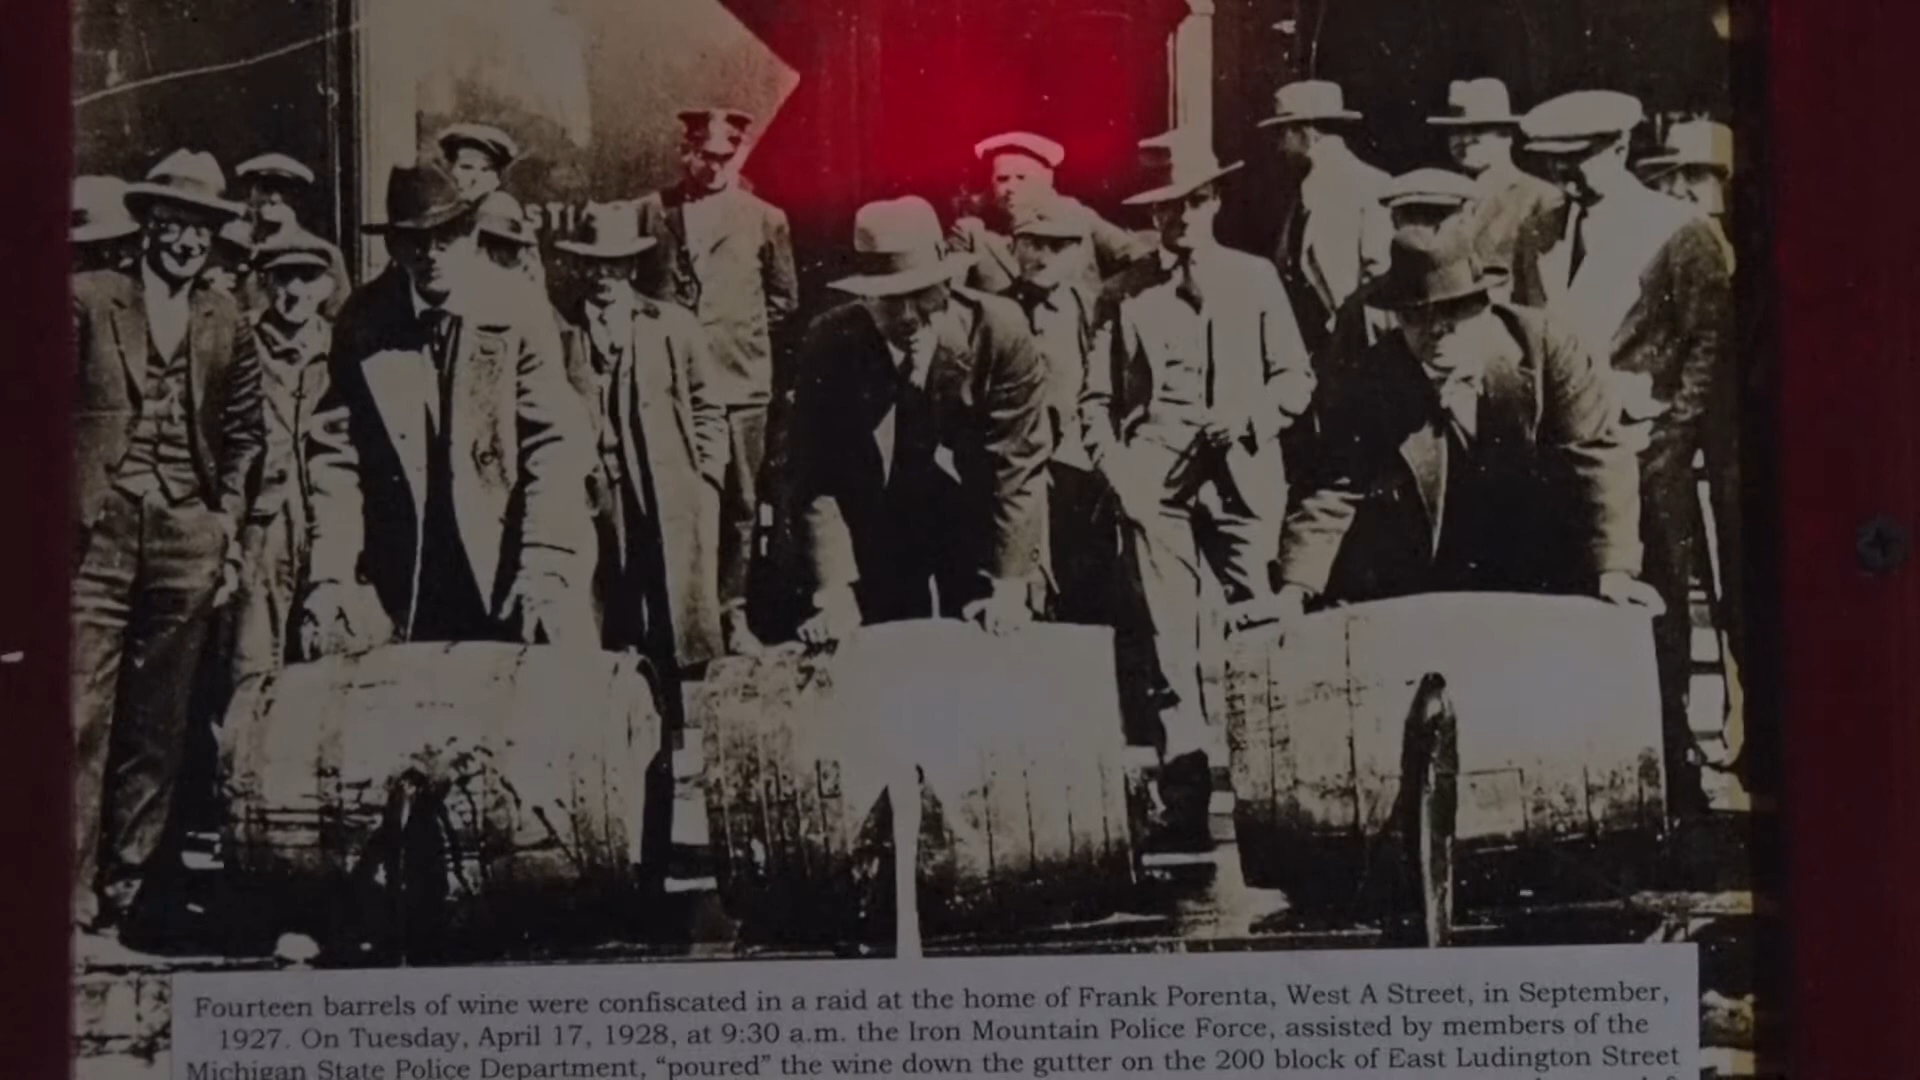 STI
Fourteen barrels of wine were confiscated in a raid at the home of Frank Porenta, West A Street, in September,
1927. On Tuesday, April 17, 1928, at 9:30 a.m. the Iron Mountain Police Force, assisted by members of the
Michigan State Police Department, “poured” the wine down the gutter on the 200 block of East Ludington Street